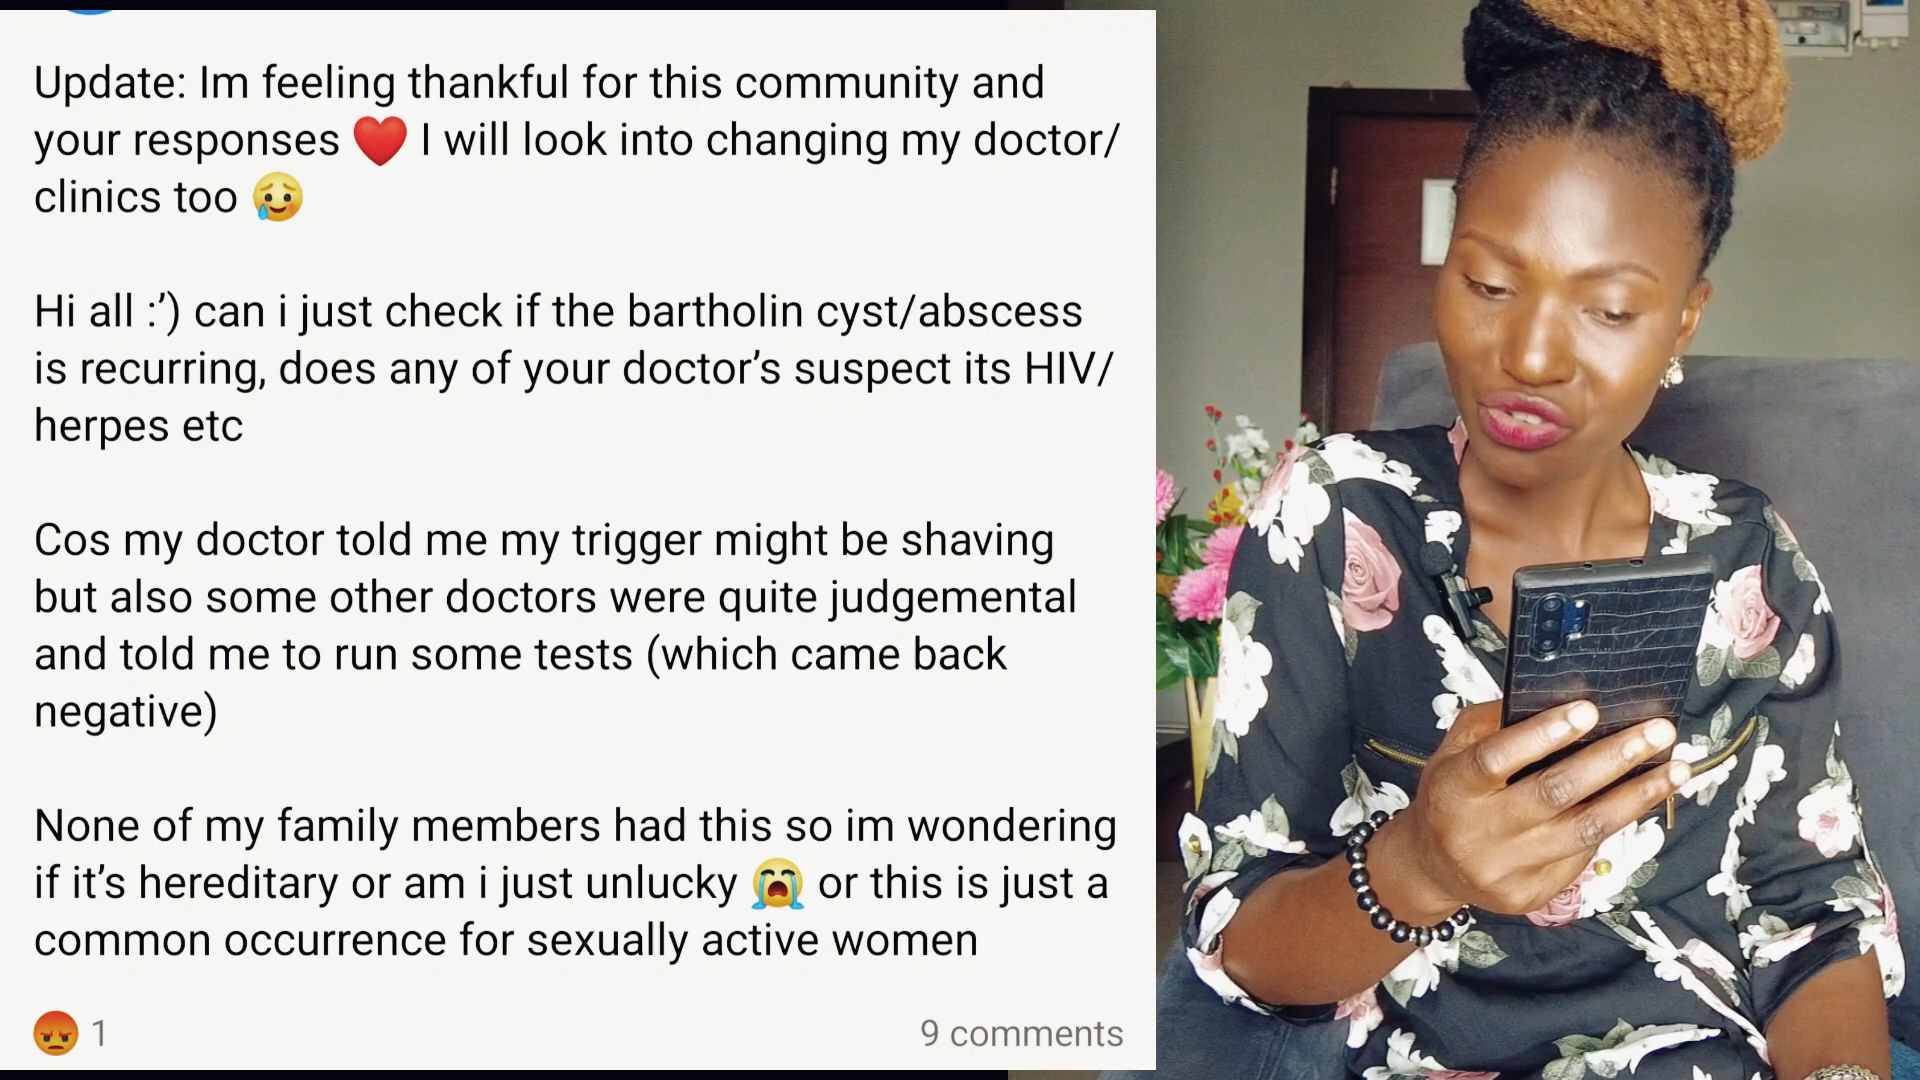 Update: Im feeling thankful for this community and
your responses ❤️ I will look into changing my doctor/
clinics too 🥲
Hi all :’) can i just check if the bartholin cyst/abscess
is recurring, does any of your doctor’s suspect its HIV/
herpes etc
Cos my doctor told me my trigger might be shaving
but also some other doctors were quite judgemental
and told me to run some tests (which came back
negative)
None of my family members had this so im wondering
if it’s hereditary or am i just unlucky 😭 or this is just a
common occurrence for sexually active women
😡 1
9 comments